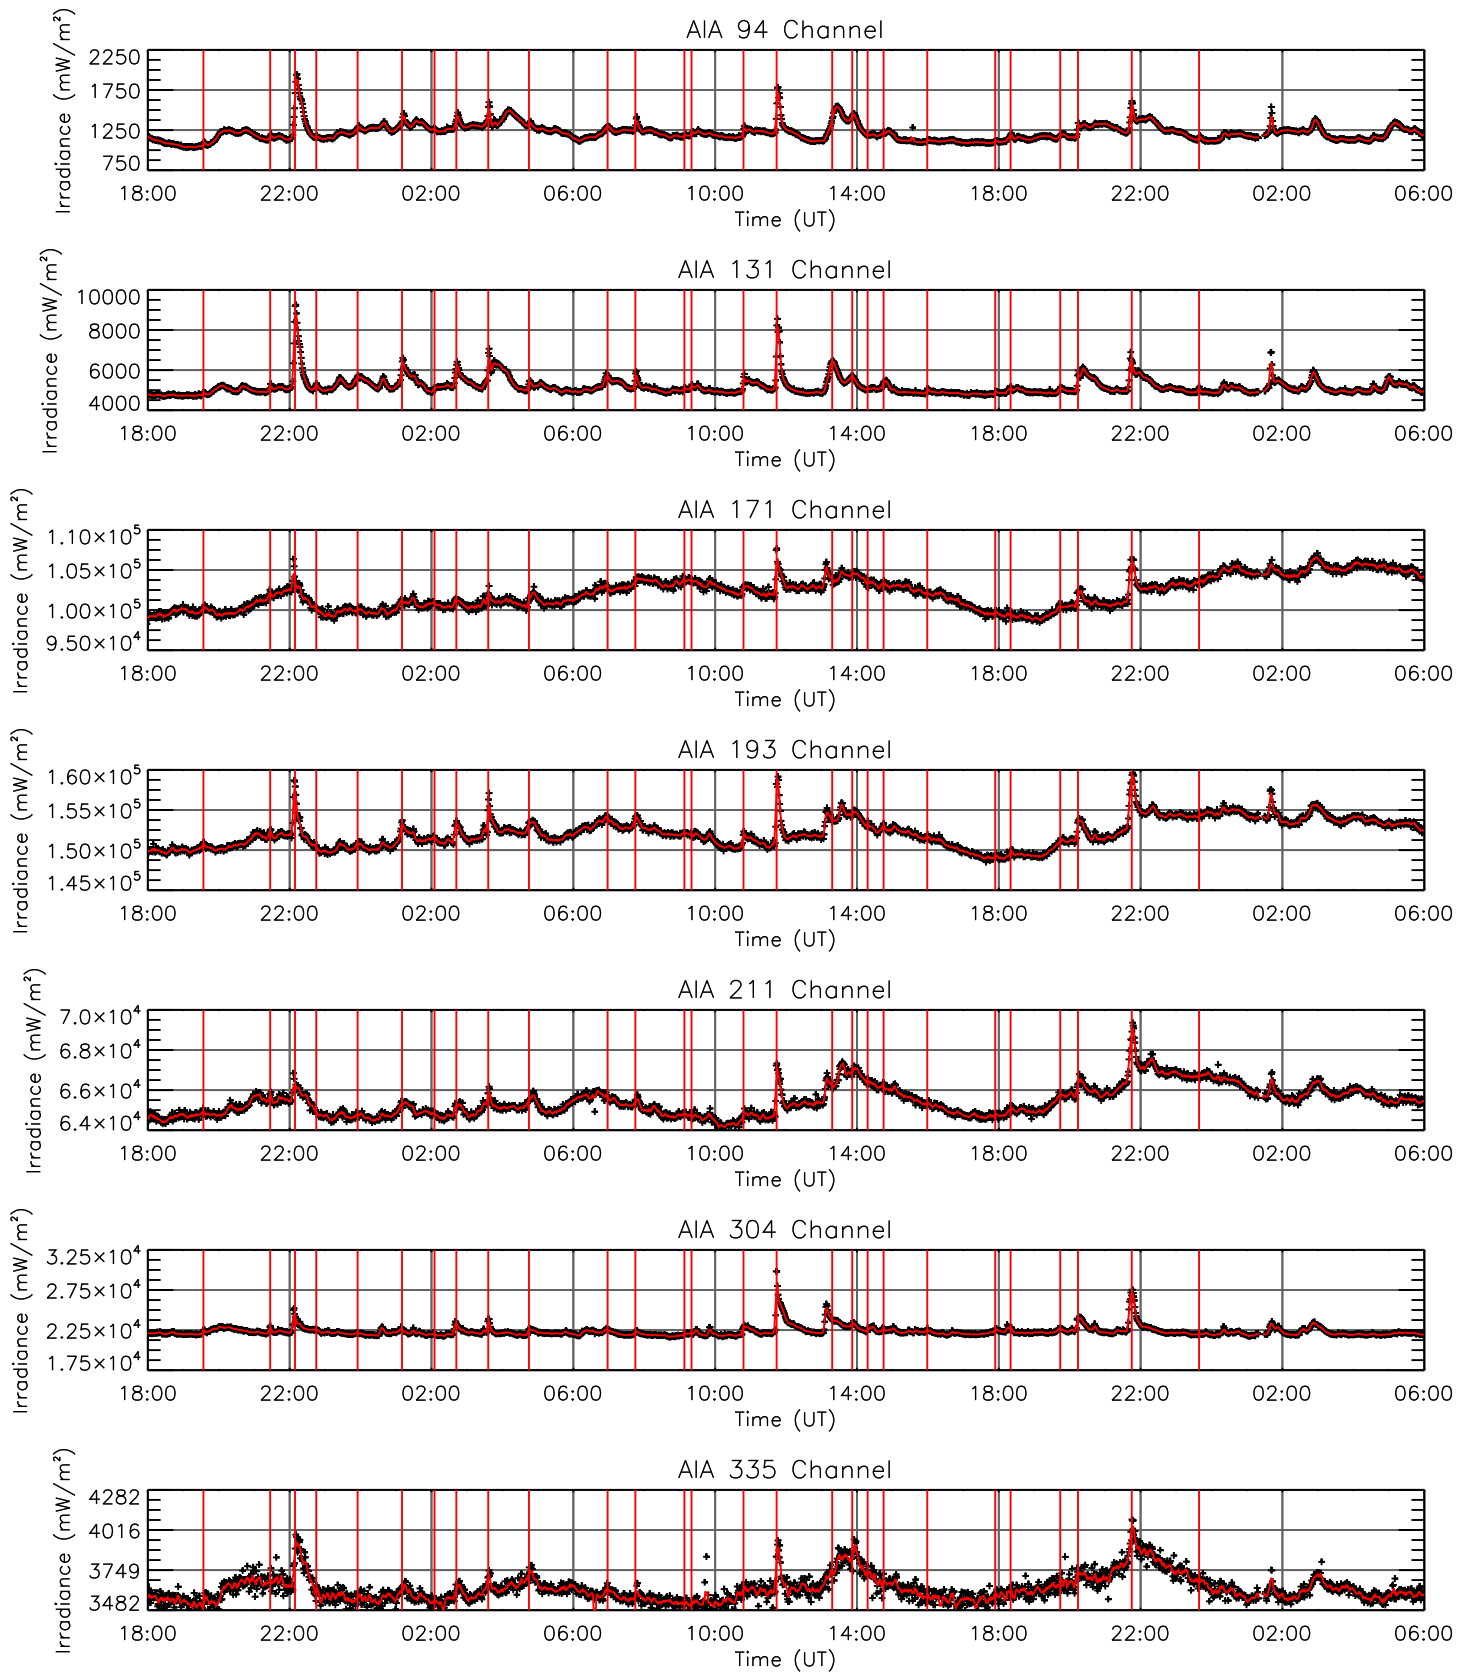 AIA 94 Channel
Irradiance (mW/m²)
2250
1750
1250
750
18:00 22:00 02:00 06:00 10:00 14:00 18:00 22:00 02:00 06:00
Time (UT)
AIA 131 Channel
Irradiance (mW/m²)
10000
8000
6000
4000
18:00 22:00 02:00 06:00 10:00 14:00 18:00 22:00 02:00 06:00
Time (UT)
AIA 171 Channel
Irradiance (mW/m²)
1.10×10⁵
1.05×10⁵
1.00×10⁵
9.50×10⁴
18:00 22:00 02:00 06:00 10:00 14:00 18:00 22:00 02:00 06:00
Time (UT)
AIA 193 Channel
Irradiance (mW/m²)
1.60×10⁵
1.55×10⁵
1.50×10⁵
1.45×10⁵
18:00 22:00 02:00 06:00 10:00 14:00 18:00 22:00 02:00 06:00
Time (UT)
AIA 211 Channel
Irradiance (mW/m²)
7.0×10⁴
6.8×10⁴
6.6×10⁴
6.4×10⁴
18:00 22:00 02:00 06:00 10:00 14:00 18:00 22:00 02:00 06:00
Time (UT)
AIA 304 Channel
Irradiance (mW/m²)
3.25×10⁴
2.75×10⁴
2.25×10⁴
1.75×10⁴
18:00 22:00 02:00 06:00 10:00 14:00 18:00 22:00 02:00 06:00
Time (UT)
AIA 335 Channel
Irradiance (mW/m²)
4282
4016
3749
3482
18:00 22:00 02:00 06:00 10:00 14:00 18:00 22:00 02:00 06:00
Time (UT)